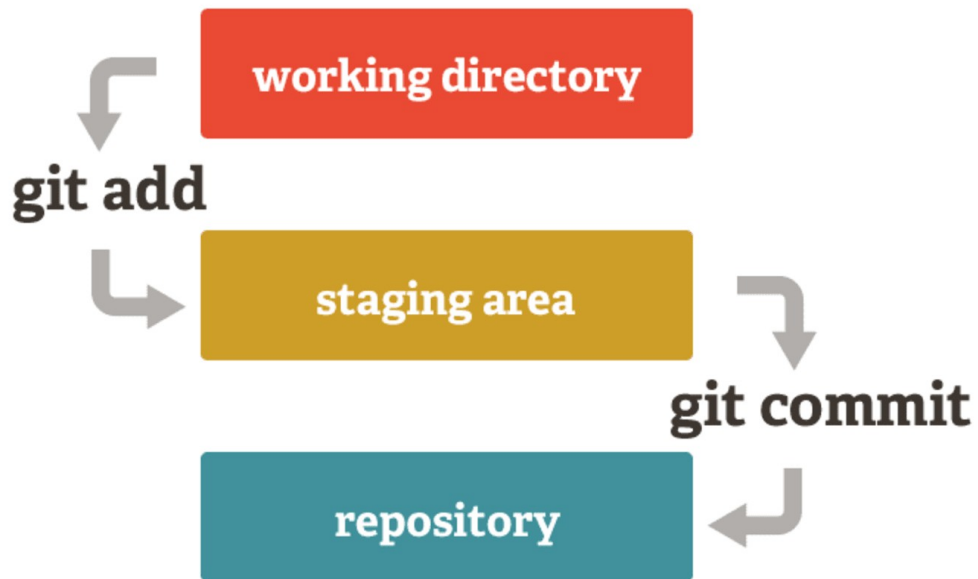 working directory
git add
staging area
git commit
repository